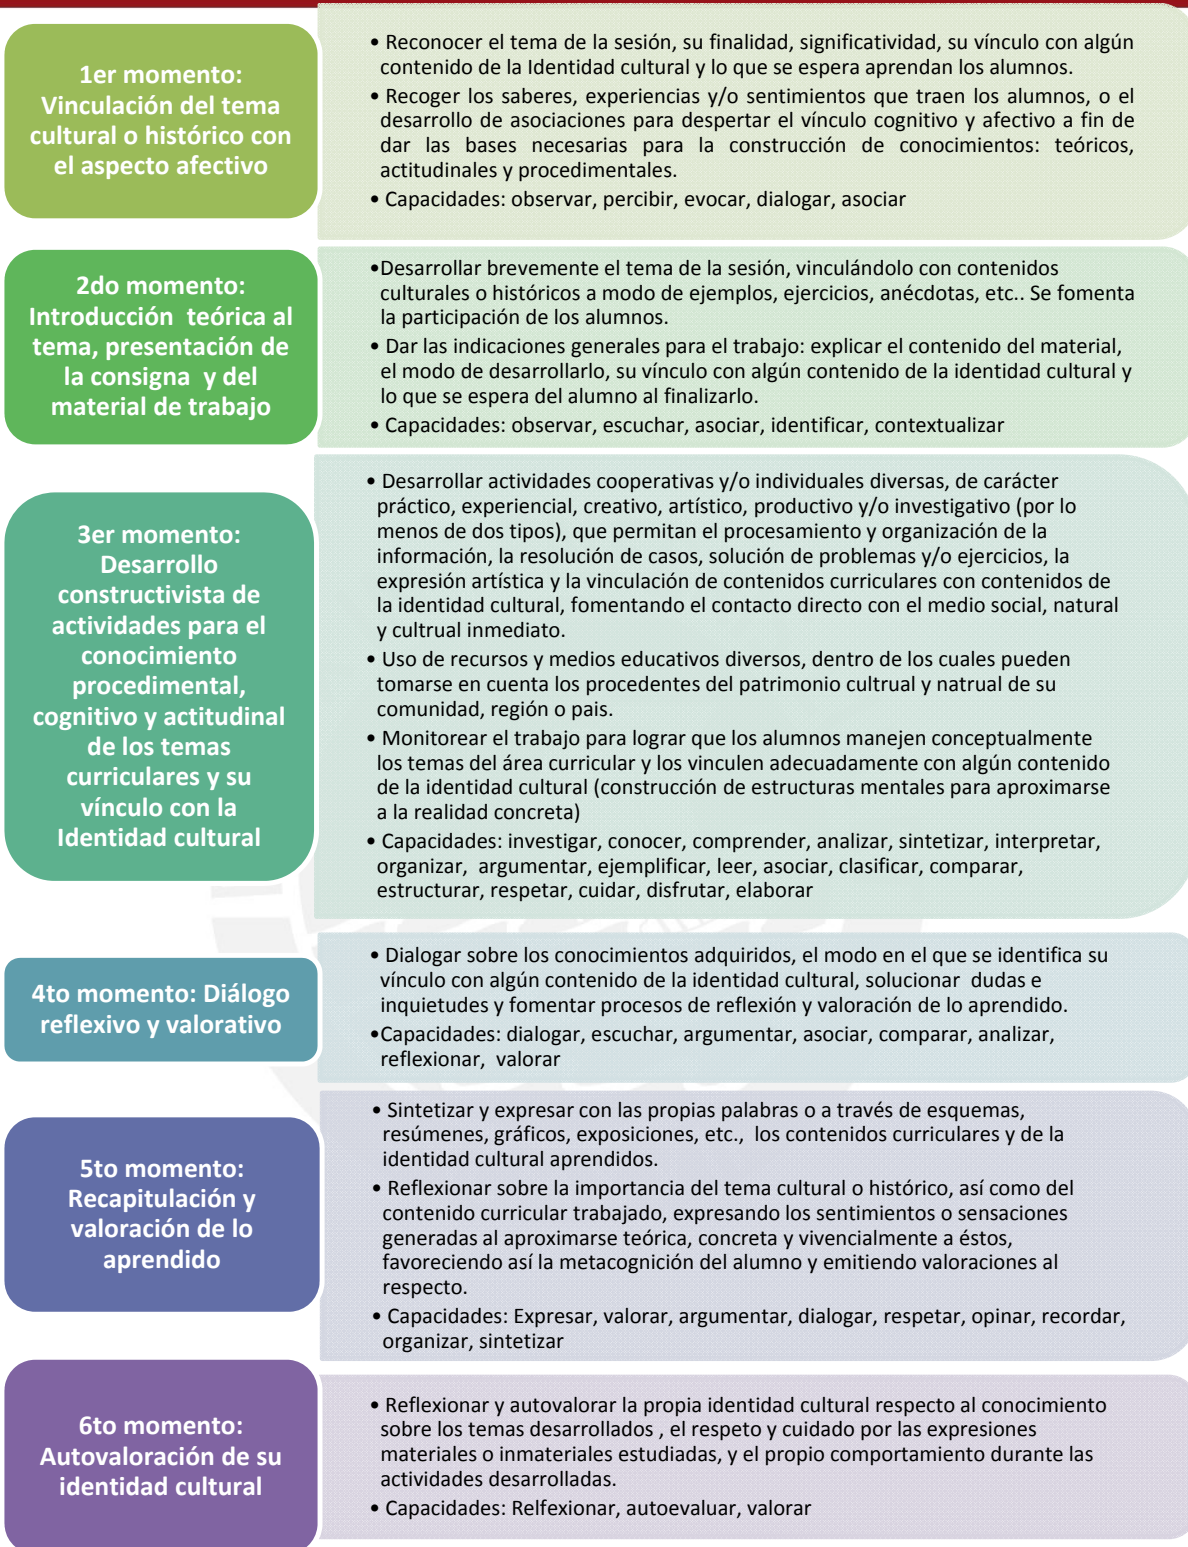 1er momento:
Vinculación del tema
cultural o histórico con
el aspecto afectivo
• Reconocer el tema de la sesión, su finalidad, significatividad, su vínculo con algún
contenido de la Identidad cultural y lo que se espera aprendan los alumnos.
• Recoger los saberes, experiencias y/o sentimientos que traen los alumnos, o el
desarrollo de asociaciones para despertar el vínculo cognitivo y afectivo a fin de
dar las bases necesarias para la construcción de conocimientos: teóricos,
actitudinales y procedimentales.
• Capacidades: observar, percibir, evocar, dialogar, asociar
2do momento:
Introducción teórica al
tema, presentación de
la consigna y del
material de trabajo
•Desarrollar brevemente el tema de la sesión, vinculándolo con contenidos
culturales o históricos a modo de ejemplos, ejercicios, anécdotas, etc.. Se fomenta
la participación de los alumnos.
• Dar las indicaciones generales para el trabajo: explicar el contenido del material,
el modo de desarrollarlo, su vínculo con algún contenido de la identidad cultural y
lo que se espera del alumno al finalizarlo.
• Capacidades: observar, escuchar, asociar, identificar, contextualizar
3er momento:
Desarrollo
constructivista de
actividades para el
conocimiento
procedimental,
cognitivo y actitudinal
de los temas
curriculares y su
vínculo con la
Identidad cultural
• Desarrollar actividades cooperativas y/o individuales diversas, de carácter
práctico, experiencial, creativo, artístico, productivo y/o investigativo (por lo
menos de dos tipos), que permitan el procesamiento y organización de la
información, la resolución de casos, solución de problemas y/o ejercicios, la
expresión artística y la vinculación de contenidos curriculares con contenidos de
la identidad cultural, fomentando el contacto directo con el medio social, natural
y cultrual inmediato.
• Uso de recursos y medios educativos diversos, dentro de los cuales pueden
tomarse en cuenta los procedentes del patrimonio cultrual y natrual de su
comunidad, región o pais.
• Monitorear el trabajo para lograr que los alumnos manejen conceptualmente
los temas del área curricular y los vinculen adecuadamente con algún contenido
de la identidad cultural (construcción de estructuras mentales para aproximarse
a la realidad concreta)
• Capacidades: investigar, conocer, comprender, analizar, sintetizar, interpretar,
organizar, argumentar, ejemplificar, leer, asociar, clasificar, comparar,
estructurar, respetar, cuidar, disfrutar, elaborar
4to momento: Diálogo
reflexivo y valorativo
• Dialogar sobre los conocimientos adquiridos, el modo en el que se identifica su
vínculo con algún contenido de la identidad cultural, solucionar dudas e
inquietudes y fomentar procesos de reflexión y valoración de lo aprendido.
•Capacidades: dialogar, escuchar, argumentar, asociar, comparar, analizar,
reflexionar, valorar
5to momento:
Recapitulación y
valoración de lo
aprendido
• Sintetizar y expresar con las propias palabras o a través de esquemas,
resúmenes, gráficos, exposiciones, etc., los contenidos curriculares y de la
identidad cultural aprendidos.
• Reflexionar sobre la importancia del tema cultural o histórico, así como del
contenido curricular trabajado, expresando los sentimientos o sensaciones
generadas al aproximarse teórica, concreta y vivencialmente a éstos,
favoreciendo así la metacognición del alumno y emitiendo valoraciones al
respecto.
• Capacidades: Expresar, valorar, argumentar, dialogar, respetar, opinar, recordar,
organizar, sintetizar
6to momento:
Autovaloración de su
identidad cultural
• Reflexionar y autovalorar la propia identidad cultural respecto al conocimiento
sobre los temas desarrollados , el respeto y cuidado por las expresiones
materiales o inmateriales estudiadas, y el propio comportamiento durante las
actividades desarrolladas.
• Capacidades: Relfexionar, autoevaluar, valorar